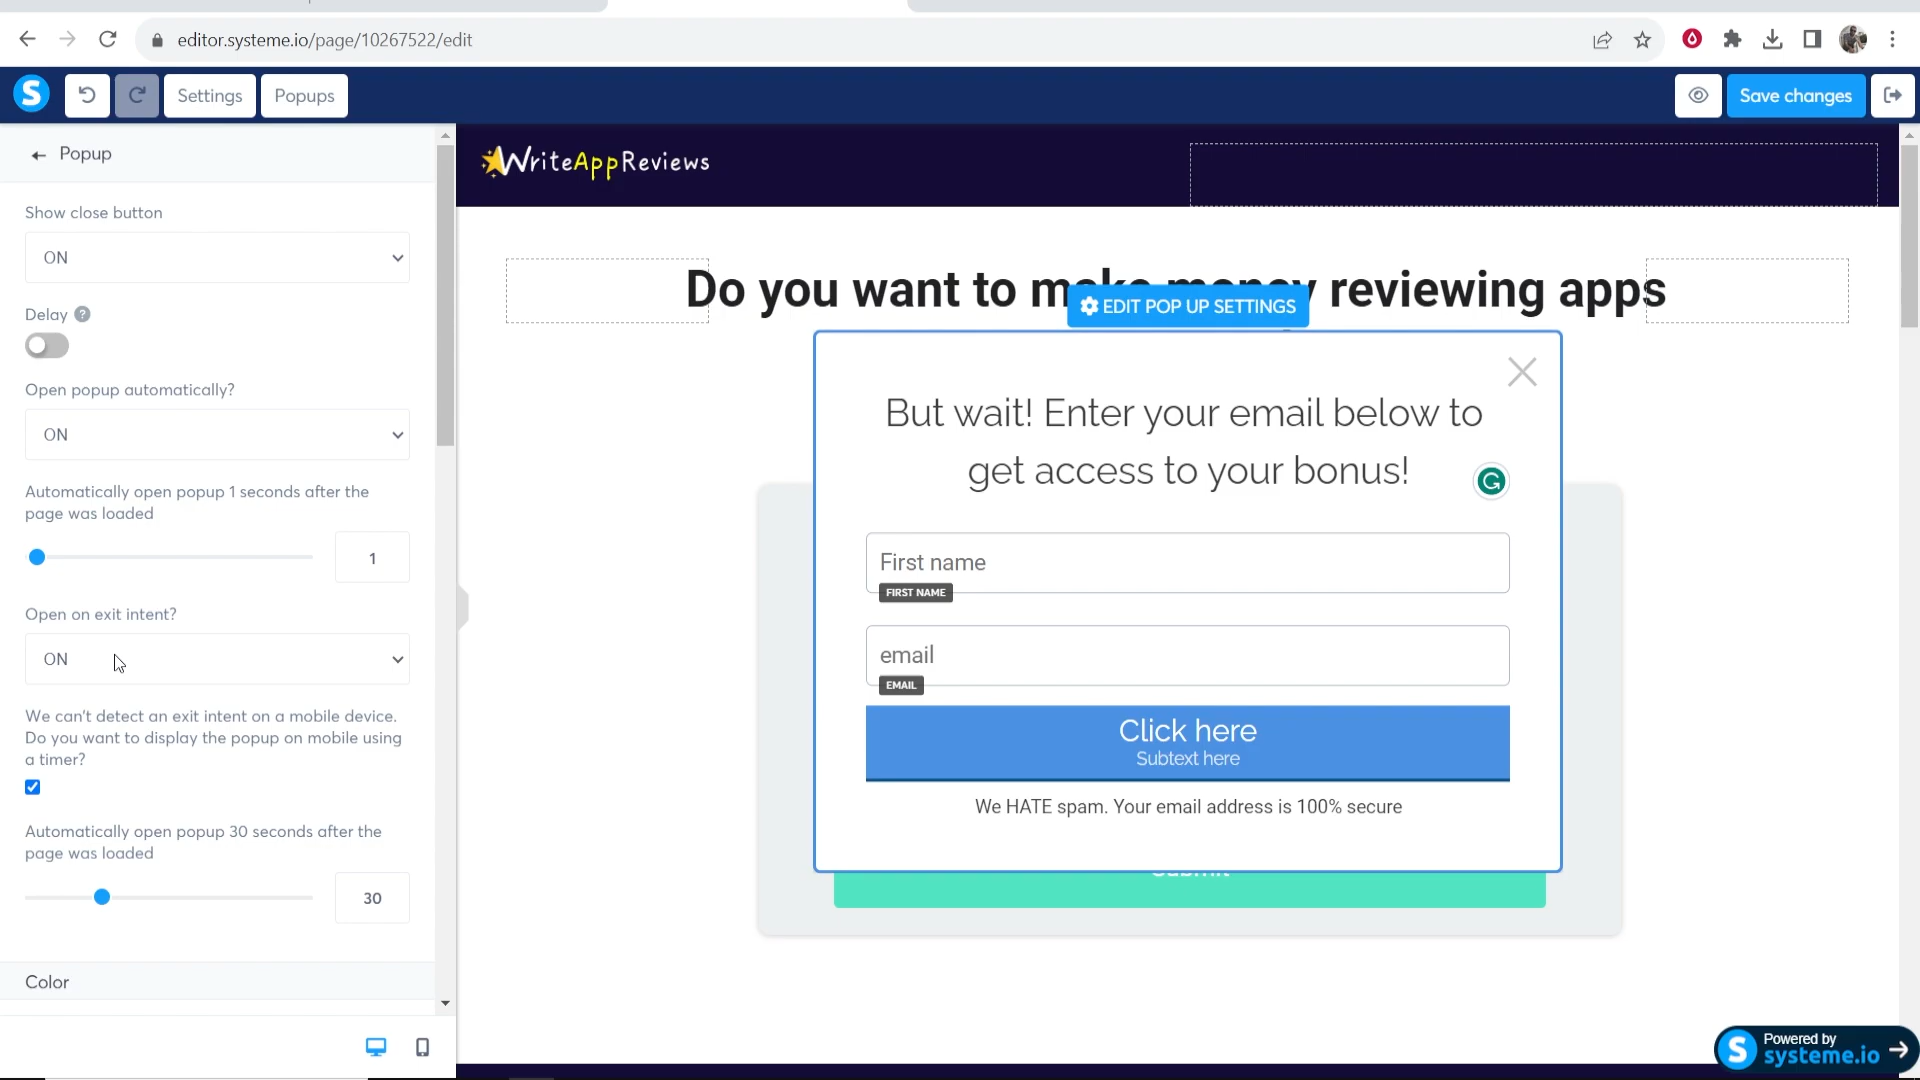 editor.systeme.io/page/10267522/edit
S
Settings
Popups
Save changes
Popup
Show close button
ON
Delay ?
Open popup automatically?
ON
Automatically open popup 1 seconds after the
page was loaded
1
Open on exit intent?
ON
We can't detect an exit intent on a mobile device.
Do you want to display the popup on mobile using
a timer?
Automatically open popup 30 seconds after the
page was loaded
30
Color
WriteAppReviews
Do you want to make money reviewing apps
EDIT POP UP SETTINGS
But wait! Enter your email below to
get access to your bonus!
First name
FIRST NAME
email
EMAIL
Click here
Subtext here
We HATE spam. Your email address is 100% secure
Submit
Powered by
systeme.io